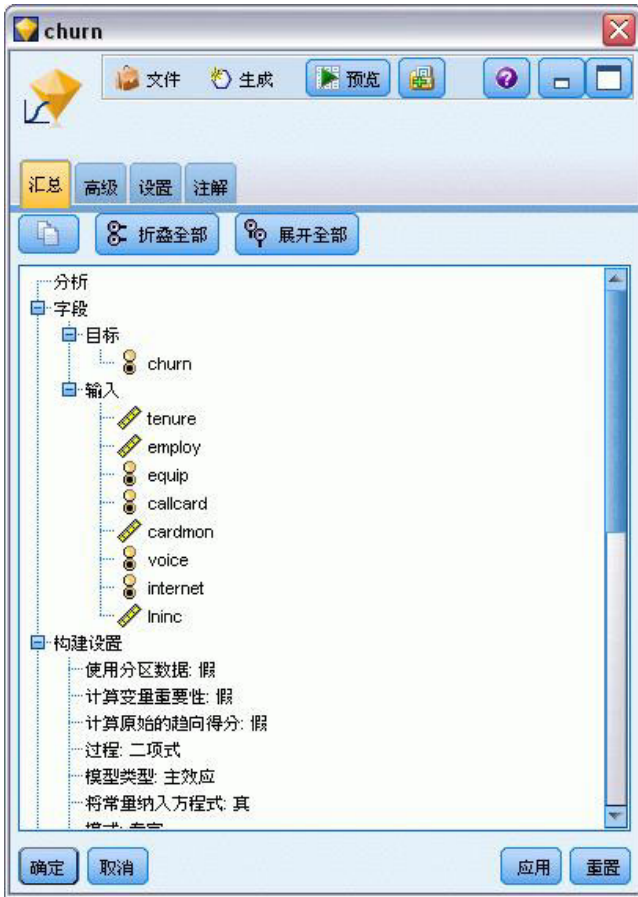 churn
文件 生成 预览
汇总 高级 设置 注解
折叠全部 展开全部
分析
字段
目标
churn
输入
tenure
employ
equip
callcard
cardmon
voice
internet
lninc
构建设置
使用分区数据: 假
计算变量重要性: 假
计算原始的趋向得分: 假
过程: 二项式
模型类型: 主效应
将常量纳入方程式: 真
模式: 专家
确定 取消 应用 重置